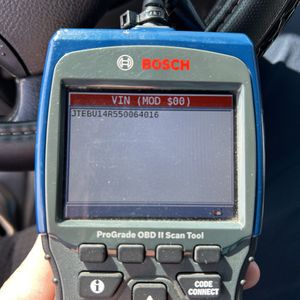 BOSCH
VIN (MOD $00)
JTEBU14R550064016
ProGrade OBD II Scan Tool
CODE
CONNECT